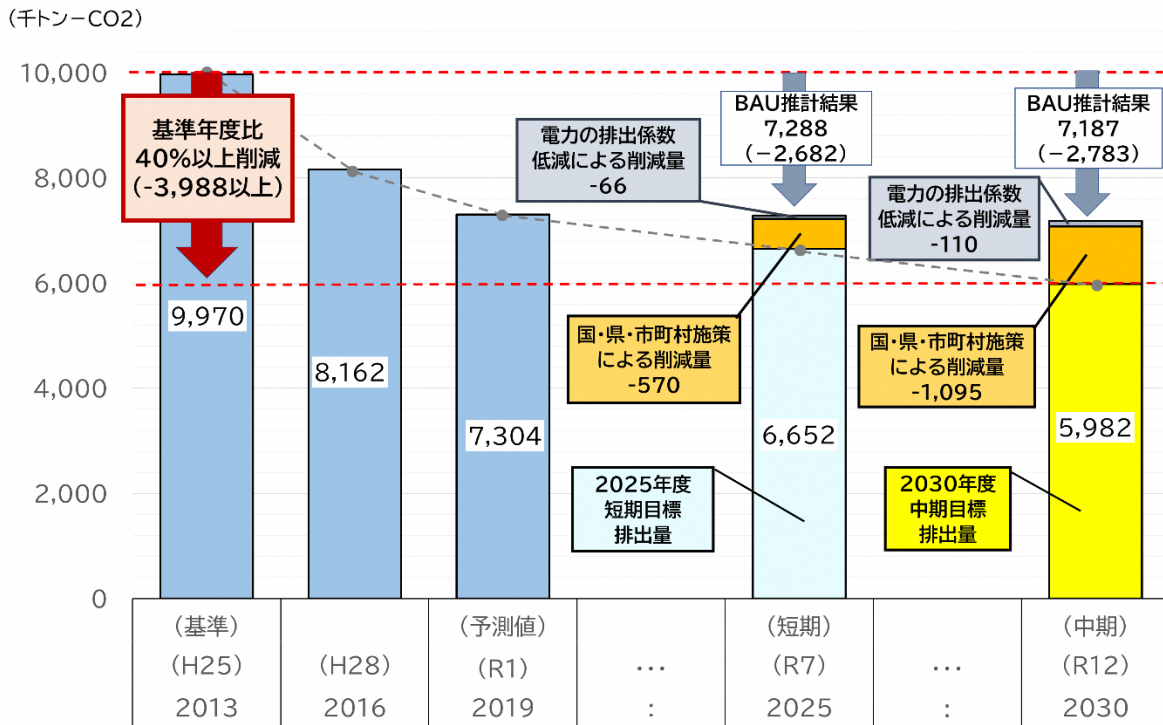 (千トン−CO2)
10,000
8,000
6,000
4,000
2,000
0
基準年度比
40%以上削減
(-3,988以上)
9,970
8,162
7,304
電力の排出係数
低減による削減量
-66
BAU推計結果
7,288
(−2,682)
国・県・市町村施策
による削減量
-570
6,652
2025年度
短期目標
排出量
BAU推計結果
7,187
(−2,783)
電力の排出係数
低減による削減量
-110
国・県・市町村施策
による削減量
-1,095
5,982
2030年度
中期目標
排出量
(基準)
(H25)
2013
(H28)
2016
(予測値)
(R1)
2019
…
:
(短期)
(R7)
2025
…
:
(中期)
(R12)
2030